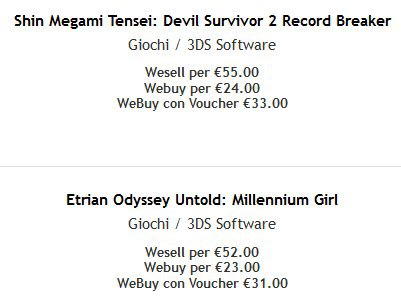 Shin Megami Tensei: Devil Survivor 2 Record Breaker
Giochi / 3DS Software
Wesell per €55.00
Webuy per €24.00
WeBuy con Voucher €33.00
Etrian Odyssey Untold: Millennium Girl
Giochi / 3DS Software
Wesell per €52.00
Webuy per €23.00
WeBuy con Voucher €31.00